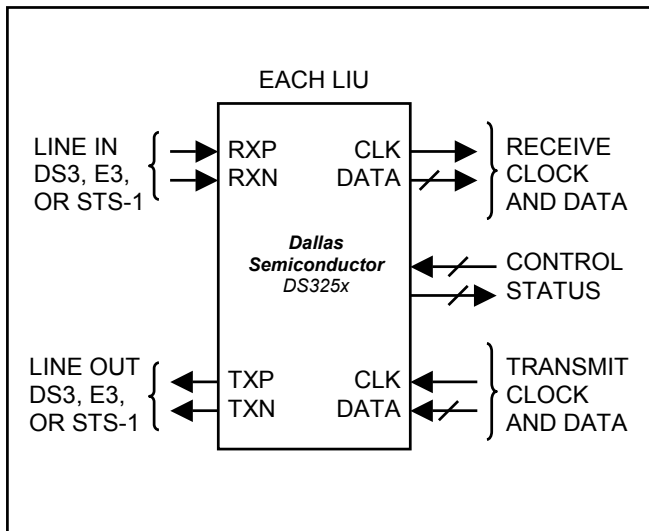 EACH LIU
LINE IN
DS3, E3,
OR STS-1
RXP
RXN
CLK
DATA
RECEIVE
CLOCK
AND DATA
Dallas
Semiconductor
DS325x
CONTROL
STATUS
LINE OUT
DS3, E3,
OR STS-1
TXP
TXN
CLK
DATA
TRANSMIT
CLOCK
AND DATA